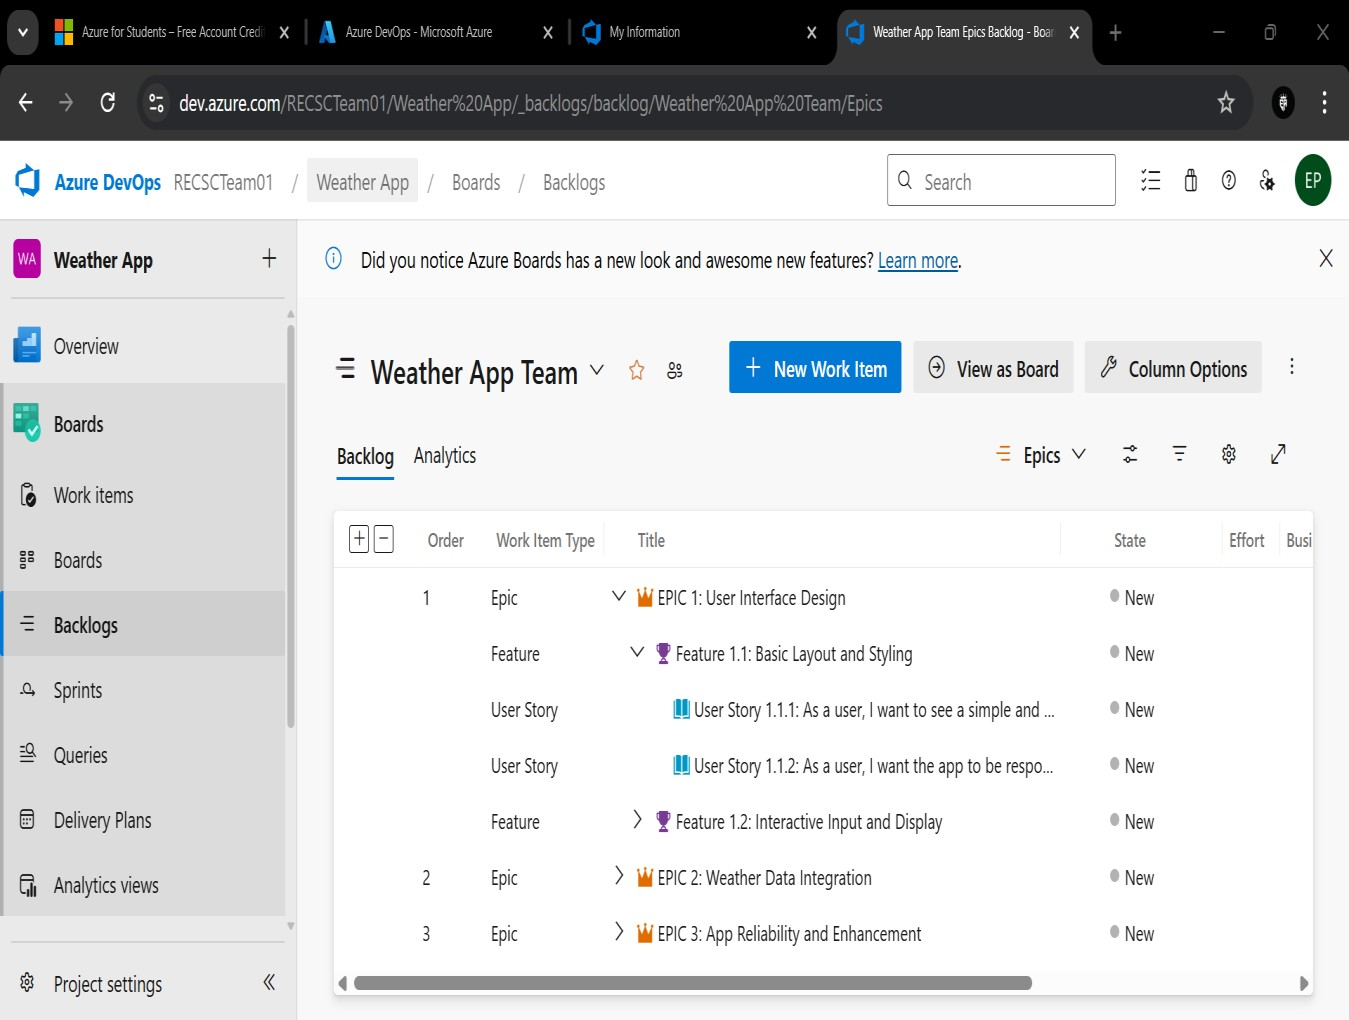 Azure for Students – Free Account Credi
Azure DevOps - Microsoft Azure
My Information
Weather App Team Epics Backlog - Boar
dev.azure.com/RECSCTeam01/Weather%20App/_backlogs/backlog/Weather%20App%20Team/Epics
Azure DevOps RECSCTeam01 / Weather App / Boards / Backlogs
Search
EP
WA Weather App
Did you notice Azure Boards has a new look and awesome new features? Learn more.
Overview
Boards
Work items
Boards
Backlogs
Sprints
Queries
Delivery Plans
Analytics views
Project settings
Weather App Team
New Work Item
View as Board
Column Options
Backlog Analytics
Epics
Order Work Item Type Title State Effort Busi
1 Epic EPIC 1: User Interface Design New
Feature Feature 1.1: Basic Layout and Styling New
User Story User Story 1.1.1: As a user, I want to see a simple and ... New
User Story User Story 1.1.2: As a user, I want the app to be respo... New
Feature Feature 1.2: Interactive Input and Display New
2 Epic EPIC 2: Weather Data Integration New
3 Epic EPIC 3: App Reliability and Enhancement New